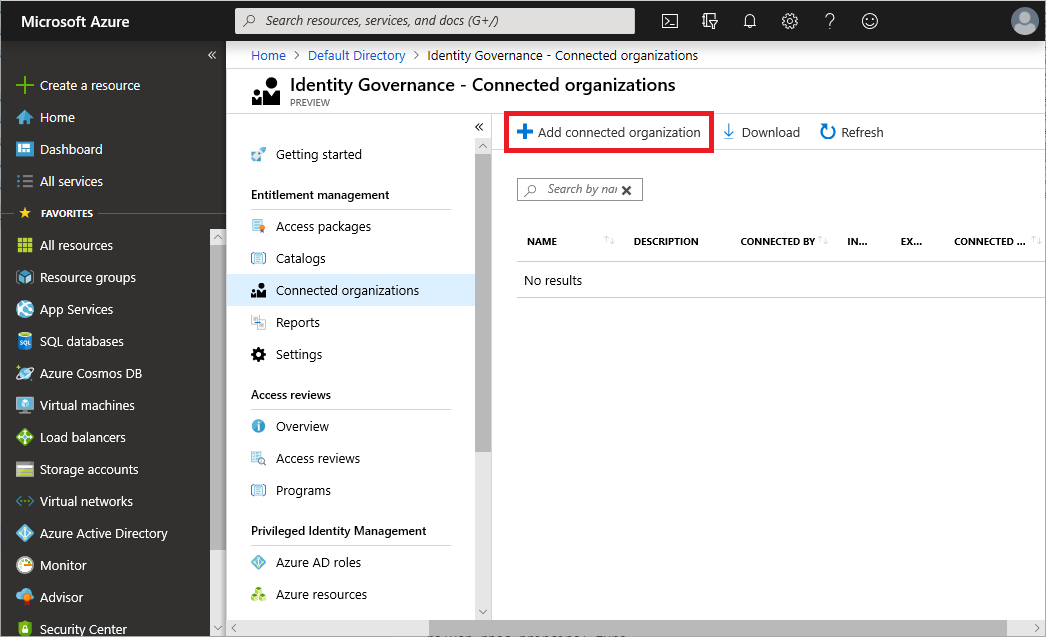 Microsoft Azure
Search resources, services, and docs (G+/)
Create a resource
Home
Dashboard
All services
FAVORITES
All resources
Resource groups
App Services
SQL databases
Azure Cosmos DB
Virtual machines
Load balancers
Storage accounts
Virtual networks
Azure Active Directory
Monitor
Advisor
Security Center
Home > Default Directory > Identity Governance - Connected organizations
Identity Governance - Connected organizations
PREVIEW
Getting started
Entitlement management
Access packages
Catalogs
Connected organizations
Reports
Settings
Access reviews
Overview
Access reviews
Programs
Privileged Identity Management
Azure AD roles
Azure resources
Add connected organization Download Refresh
Search by nar
NAME DESCRIPTION CONNECTED BY IN... EX... CONNECTED ...
No results